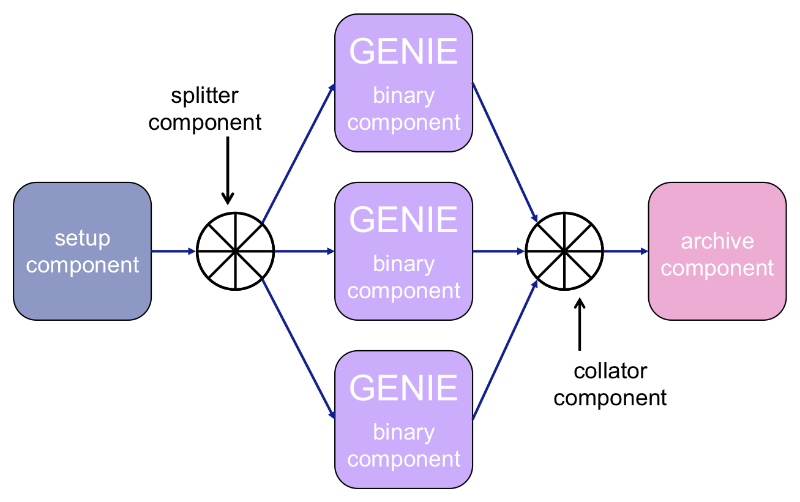 GENIE
binary
component
splitter
component
setup
component
GENIE
binary
component
archive
component
GENIE
binary
component
collator
component